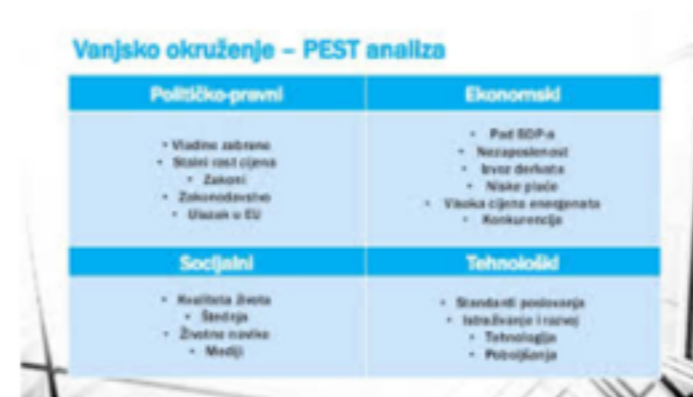 Vanjsko okruženje – PEST analiza
Političko-pravni
• Vladine zabrane
• Stalni rast cijena
• Zakoni
• Zakonodavstvo
• Ulazak u EU
Ekonomski
• Pad BDP-a
• Nezaposlenost
• Izvoz derivata
• Niske plaće
• Visoka cijena energenata
• Konkurencija
Socijalni
• Kvaliteta života
• Štednja
• Životne navike
• Mediji
Tehnološki
• Standardi poslovanja
• Istraživanje i razvoj
• Tehnologija
• Poboljšanja